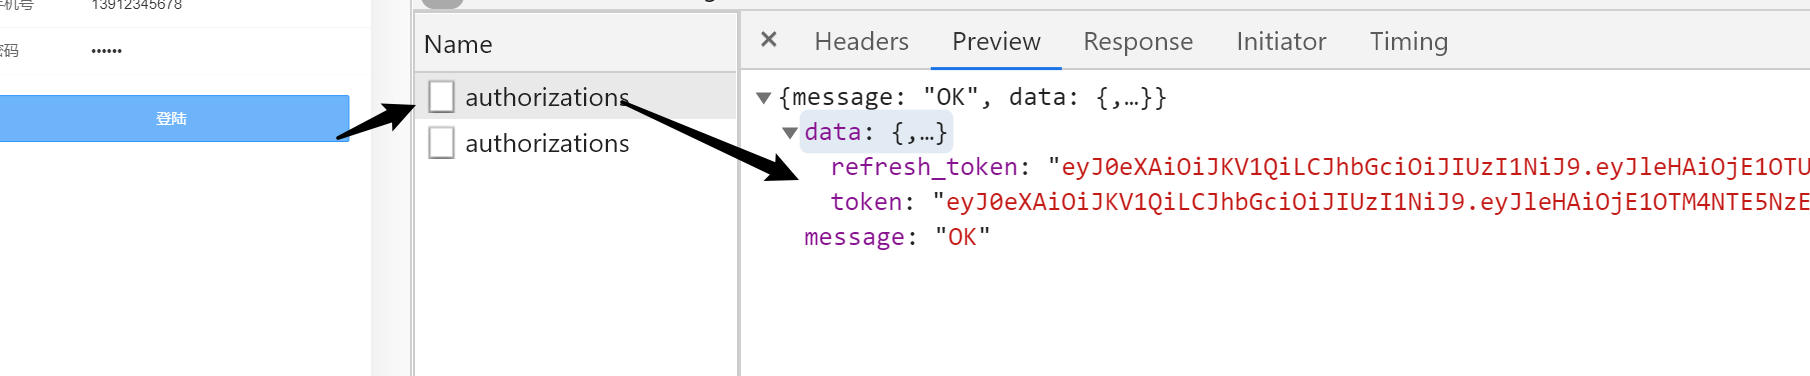 手机号 13912345678
密码 ••••••
登陆
Name
authorizations
authorizations
× Headers Preview Response Initiator Timing
▼{message: "OK", data: {,…}}
▼data: {,…}
refresh_token: "eyJ0eXAiOiJKV1QiLCJhbGciOiJIUzI1NiJ9.eyJleHAiOjE1OTU
token: "eyJ0eXAiOiJKV1QiLCJhbGciOiJIUzI1NiJ9.eyJleHAiOjE1OTM4NTE5NzE
message: "OK"